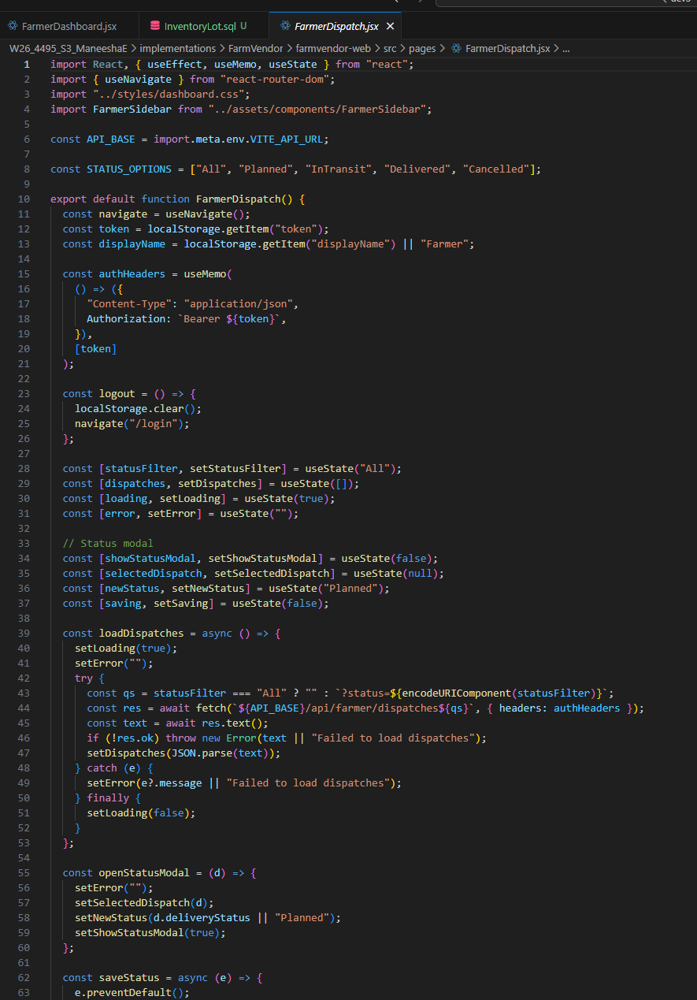 FarmerDashboard.jsx
InventoryLot.sql U
FarmerDispatch.jsx
W26_4495_S3_ManeeshaE > implementations > FarmVendor > farmvendor-web > src > pages > FarmerDispatch.jsx > ...
1 import React, { useEffect, useMemo, useState } from "react";
2 import { useNavigate } from "react-router-dom";
3 import "../styles/dashboard.css";
4 import FarmerSidebar from "../assets/components/FarmerSidebar";
5
6 const API_BASE = import.meta.env.VITE_API_URL;
7
8 const STATUS_OPTIONS = ["All", "Planned", "InTransit", "Delivered", "Cancelled"];
9
10 export default function FarmerDispatch() {
11   const navigate = useNavigate();
12   const token = localStorage.getItem("token");
13   const displayName = localStorage.getItem("displayName") || "Farmer";
14
15   const authHeaders = useMemo(
16     () => ({
17       "Content-Type": "application/json",
18       Authorization: `Bearer ${token}`,
19     }),
20     [token]
21   );
22
23   const logout = () => {
24     localStorage.clear();
25     navigate("/login");
26   };
27
28   const [statusFilter, setStatusFilter] = useState("All");
29   const [dispatches, setDispatches] = useState([]);
30   const [loading, setLoading] = useState(true);
31   const [error, setError] = useState("");
32
33   // Status modal
34   const [showStatusModal, setShowStatusModal] = useState(false);
35   const [selectedDispatch, setSelectedDispatch] = useState(null);
36   const [newStatus, setNewStatus] = useState("Planned");
37   const [saving, setSaving] = useState(false);
38
39   const loadDispatches = async () => {
40     setLoading(true);
41     setError("");
42     try {
43       const qs = statusFilter === "All" ? "" : `?status=${encodeURIComponent(statusFilter)}`;
44       const res = await fetch(`${API_BASE}/api/farmer/dispatches${qs}`, { headers: authHeaders });
45       const text = await res.text();
46       if (!res.ok) throw new Error(text || "Failed to load dispatches");
47       setDispatches(JSON.parse(text));
48     } catch (e) {
49       setError(e?.message || "Failed to load dispatches");
50     } finally {
51       setLoading(false);
52     }
53   };
54
55   const openStatusModal = (d) => {
56     setError("");
57     setSelectedDispatch(d);
58     setNewStatus(d.deliveryStatus || "Planned");
59     setShowStatusModal(true);
60   };
61
62   const saveStatus = async (e) => {
63     e.preventDefault();